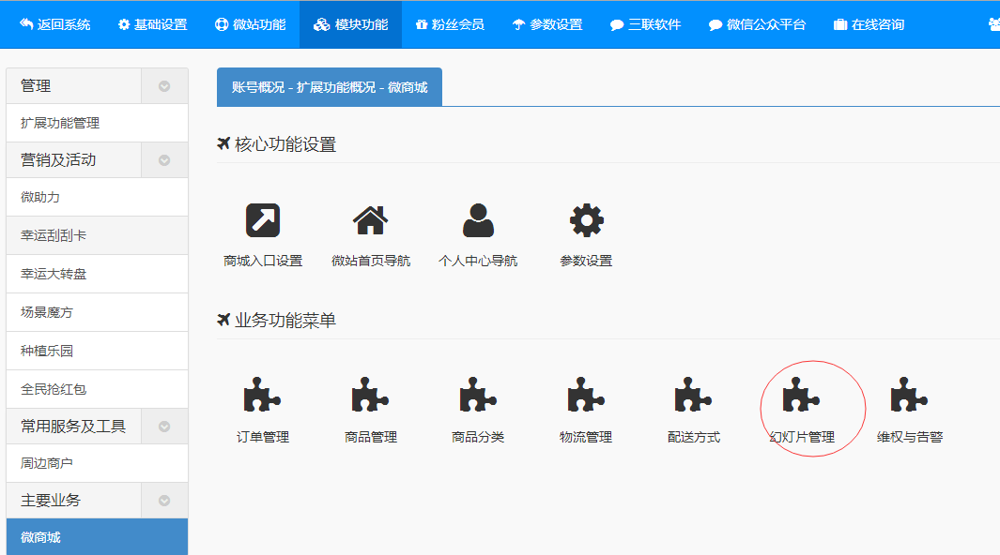 返回系统 基础设置 微站功能 模块功能 粉丝会员 参数设置 三联软件 微信公众平台 在线咨询
管理
扩展功能管理
营销及活动
微助力
幸运刮刮卡
幸运大转盘
场景魔方
种植乐园
全民抢红包
常用服务及工具
周边商户
主要业务
微商城
账号概况 - 扩展功能概况 - 微商城
核心功能设置
商城入口设置 微站首页导航 个人中心导航 参数设置
业务功能菜单
订单管理 商品管理 商品分类 物流管理 配送方式 幻灯片管理 维权与告警